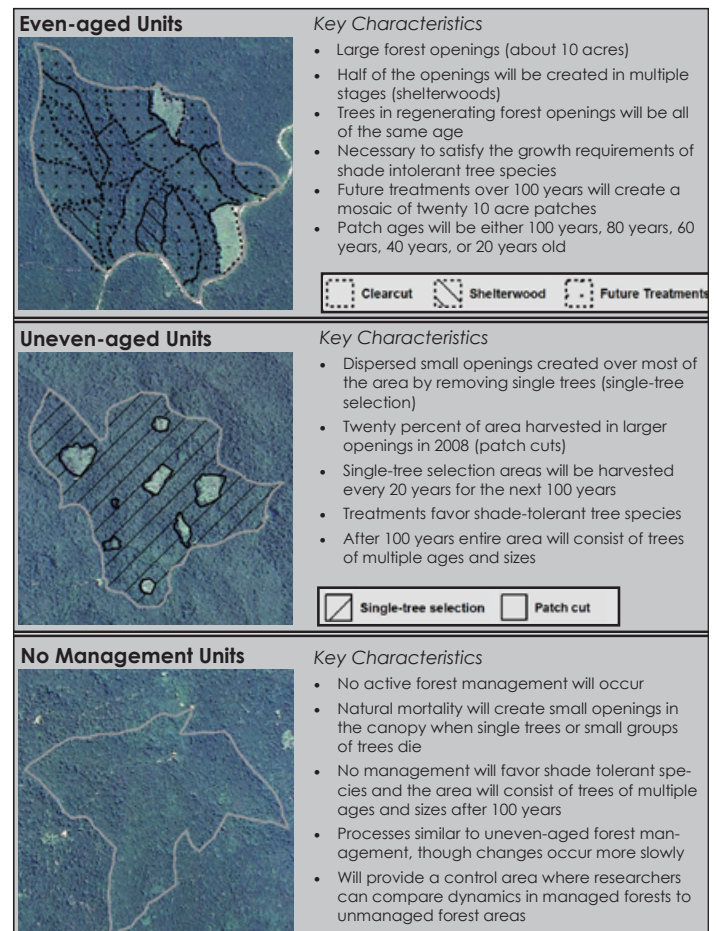 Even-aged Units
Key Characteristics
• Large forest openings (about 10 acres)
• Half of the openings will be created in multiple
stages (shelterwoods)
• Trees in regenerating forest openings will be all
of the same age
• Necessary to satisfy the growth requirements of
shade intolerant tree species
• Future treatments over 100 years will create a
mosaic of twenty 10 acre patches
• Patch ages will be either 100 years, 80 years, 60
years, 40 years, or 20 years old
Clearcut Shelterwood Future Treatments
Uneven-aged Units
Key Characteristics
• Dispersed small openings created over most of
the area by removing single trees (single-tree
selection)
• Twenty percent of area harvested in larger
openings in 2008 (patch cuts)
• Single-tree selection areas will be harvested
every 20 years for the next 100 years
• Treatments favor shade-tolerant tree species
• After 100 years entire area will consist of trees
of multiple ages and sizes
Single-tree selection Patch cut
No Management Units
Key Characteristics
• No active forest management will occur
• Natural mortality will create small openings in
the canopy when single trees or small groups
of trees die
• No management will favor shade tolerant spe-
cies and the area will consist of trees of multiple
ages and sizes after 100 years
• Processes similar to uneven-aged forest man-
agement, though changes occur more slowly
• Will provide a control area where researchers
can compare dynamics in managed forests to
unmanaged forest areas